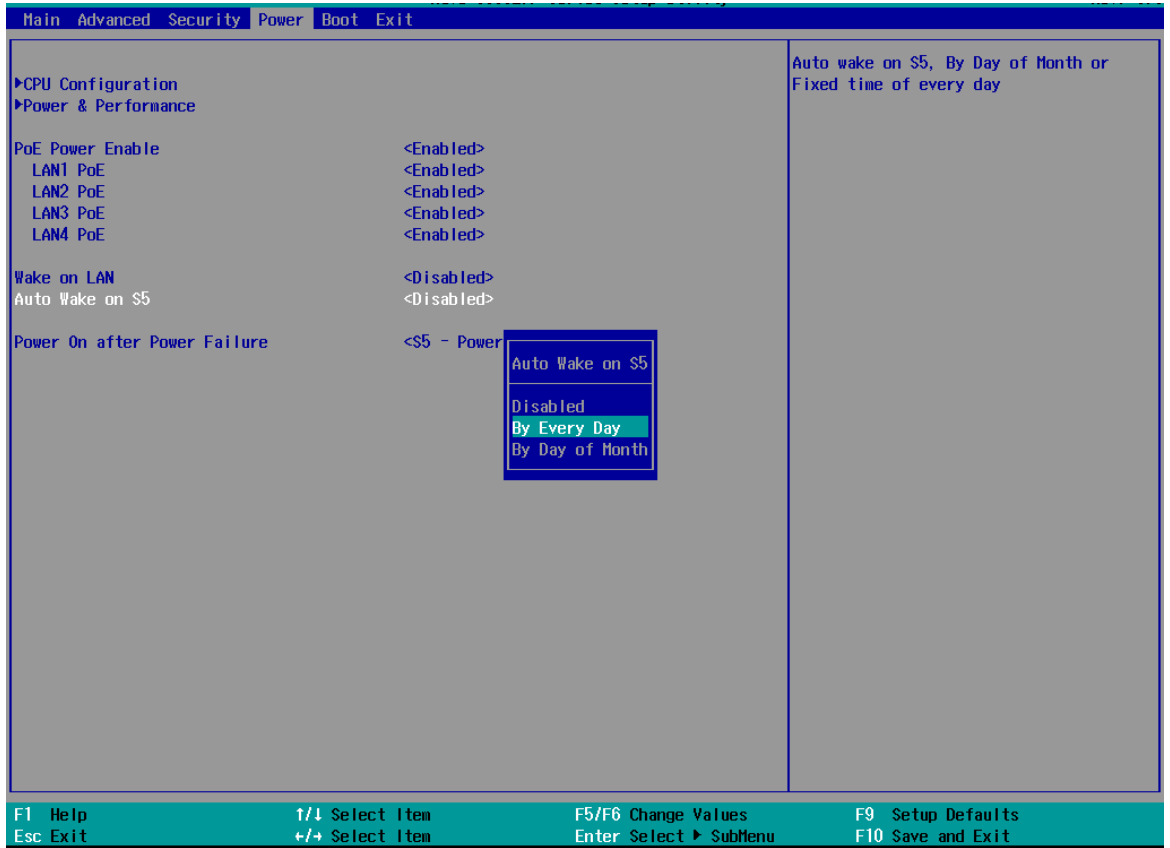 Main Advanced Security Power Boot Exit
Auto wake on S5, By Day of Month or
Fixed time of every day
▶CPU Configuration
▶Power & Performance
PoE Power Enable <Enabled>
LAN1 PoE <Enabled>
LAN2 PoE <Enabled>
LAN3 PoE <Enabled>
LAN4 PoE <Enabled>
Wake on LAN <Disabled>
Auto Wake on S5 <Disabled>
Power On after Power Failure <S5 - Power
Auto Wake on S5
Disabled
By Every Day
By Day of Month
F1 Help ↑/↓ Select Item F5/F6 Change Values F9 Setup Defaults
Esc Exit ←/→ Select Item Enter Select ▶ SubMenu F10 Save and Exit